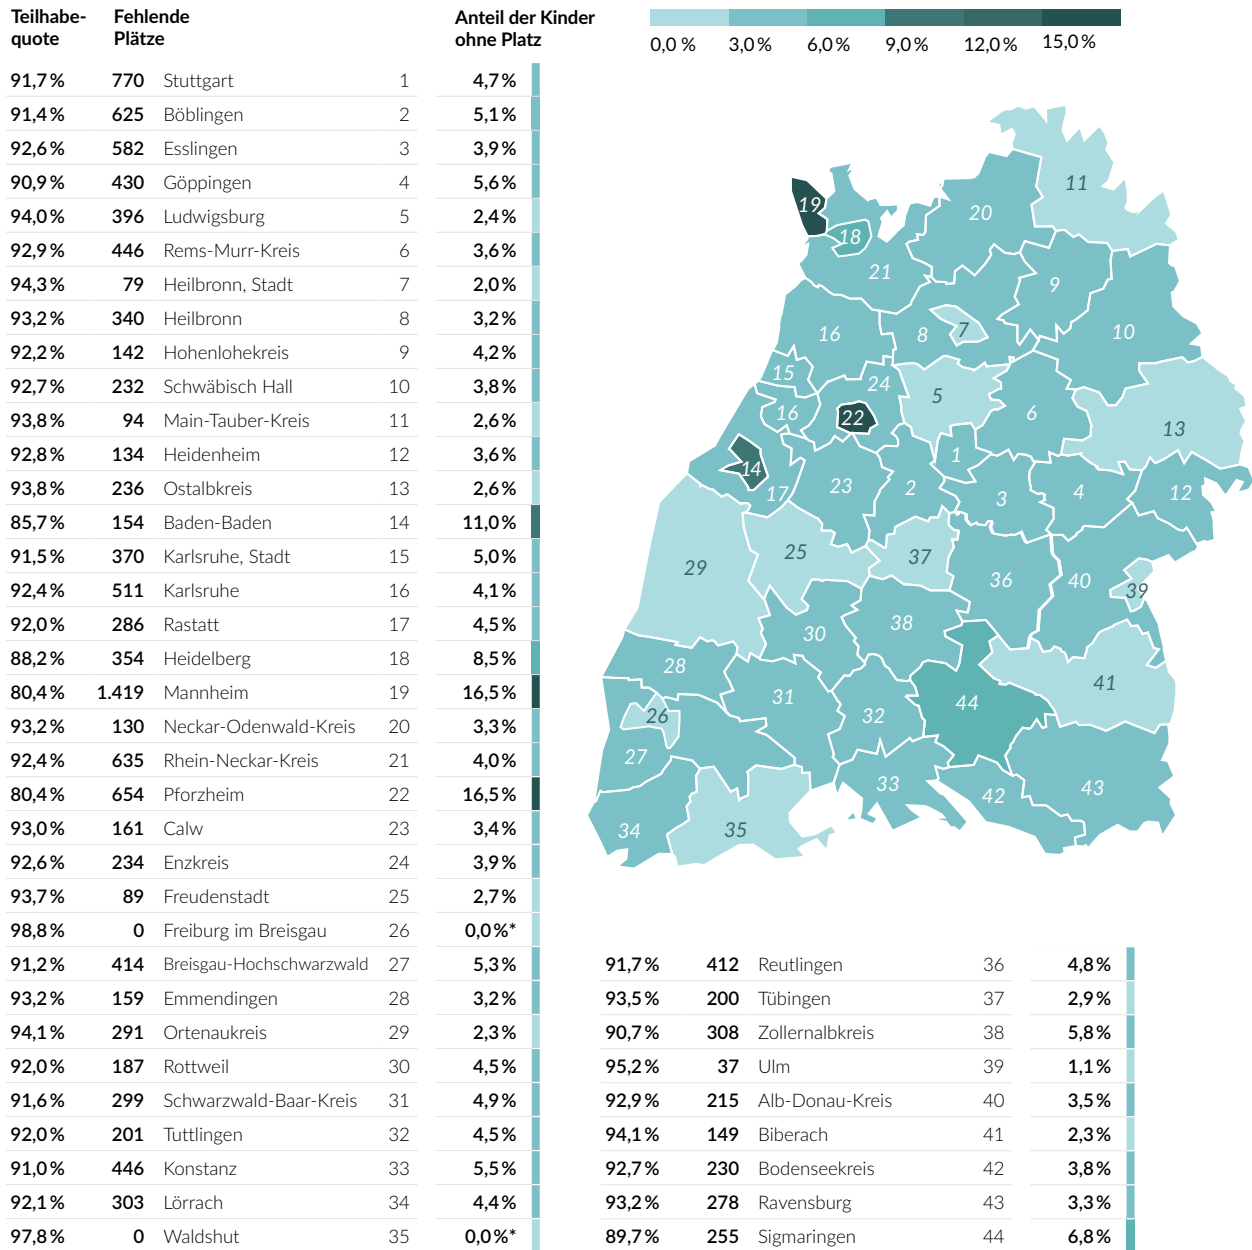 Teilhabe-
quote
Fehlende
Plätze
Anteil der Kinder
ohne Platz
0,0 % 3,0 % 6,0 % 9,0 % 12,0 % 15,0 %
91,7 % 770 Stuttgart 1 4,7 %
91,4 % 625 Böblingen 2 5,1 %
92,6 % 582 Esslingen 3 3,9 %
90,9 % 430 Göppingen 4 5,6 %
94,0 % 396 Ludwigsburg 5 2,4 %
92,9 % 446 Rems-Murr-Kreis 6 3,6 %
94,3 % 79 Heilbronn, Stadt 7 2,0 %
93,2 % 340 Heilbronn 8 3,2 %
92,2 % 142 Hohenlohekreis 9 4,2 %
92,7 % 232 Schwäbisch Hall 10 3,8 %
93,8 % 94 Main-Tauber-Kreis 11 2,6 %
92,8 % 134 Heidenheim 12 3,6 %
93,8 % 236 Ostalbkreis 13 2,6 %
85,7 % 154 Baden-Baden 14 11,0 %
91,5 % 370 Karlsruhe, Stadt 15 5,0 %
92,4 % 511 Karlsruhe 16 4,1 %
92,0 % 286 Rastatt 17 4,5 %
88,2 % 354 Heidelberg 18 8,5 %
80,4 % 1.419 Mannheim 19 16,5 %
93,2 % 130 Neckar-Odenwald-Kreis 20 3,3 %
92,4 % 635 Rhein-Neckar-Kreis 21 4,0 %
80,4 % 654 Pforzheim 22 16,5 %
93,0 % 161 Calw 23 3,4 %
92,6 % 234 Enzkreis 24 3,9 %
93,7 % 89 Freudenstadt 25 2,7 %
98,8 % 0 Freiburg im Breisgau 26 0,0 %*
91,2 % 414 Breisgau-Hochschwarzwald 27 5,3 %
93,2 % 159 Emmendingen 28 3,2 %
94,1 % 291 Ortenaukreis 29 2,3 %
92,0 % 187 Rottweil 30 4,5 %
91,6 % 299 Schwarzwald-Baar-Kreis 31 4,9 %
92,0 % 201 Tuttlingen 32 4,5 %
91,0 % 446 Konstanz 33 5,5 %
92,1 % 303 Lörrach 34 4,4 %
97,8 % 0 Waldshut 35 0,0 %*
11
19
20
18
21
9
16
8
7
10
15
24
5
16
22
6
13
1
14
17
23
2
3
4
12
25
37
29
36
40
39
30
38
28
41
31
44
26
32
27
33
42
43
34
35
91,7 % 412 Reutlingen 36 4,8 %
93,5 % 200 Tübingen 37 2,9 %
90,7 % 308 Zollernalbkreis 38 5,8 %
95,2 % 37 Ulm 39 1,1 %
92,9 % 215 Alb-Donau-Kreis 40 3,5 %
94,1 % 149 Biberach 41 2,3 %
92,7 % 230 Bodenseekreis 42 3,8 %
93,2 % 278 Ravensburg 43 3,3 %
89,7 % 255 Sigmaringen 44 6,8 %